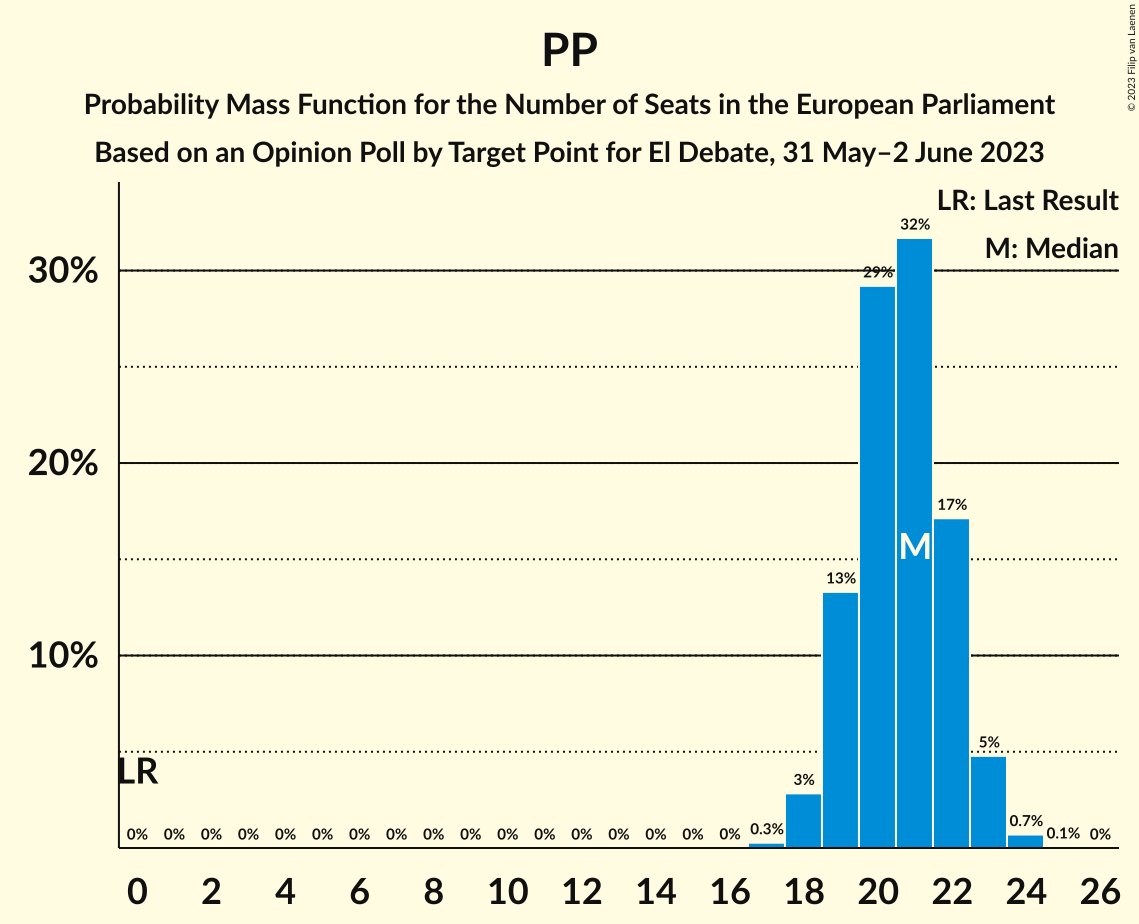 © 2023 Filip van Laenen
PP
Probability Mass Function for the Number of Seats in the European Parliament
Based on an Opinion Poll by Target Point for El Debate, 31 May–2 June 2023
LR: Last Result
M: Median
30%
20%
10%
32%
29%
17%
M
13%
5%
LR
3%
0% 0% 0% 0% 0% 0% 0% 0% 0% 0% 0% 0% 0% 0% 0% 0% 0% 0.3% 0.7% 0.1% 0%
0 2 4 6 8 10 12 14 16 18 20 22 24 26